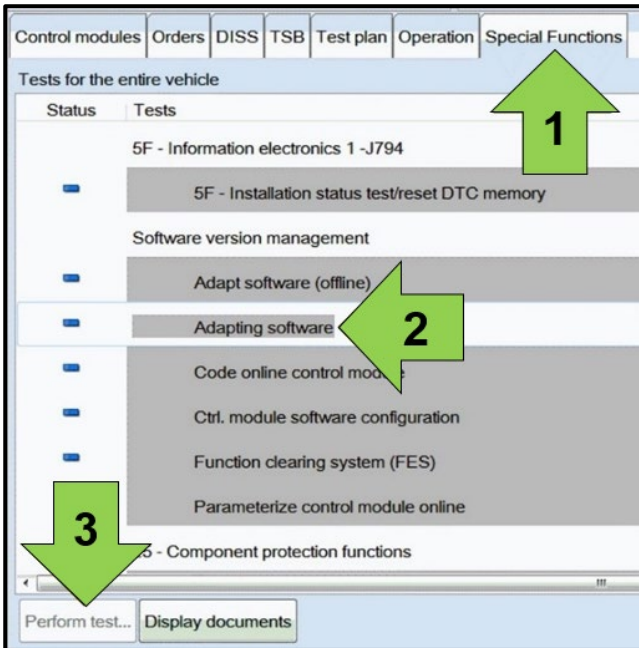 Control modules Orders DISS TSB Test plan Operation Special Functions
1
Tests for the entire vehicle
Status Tests
5F - Information electronics 1 -J794
5F - Installation status test/reset DTC memory
Software version management
Adapt software (offline)
Adapting software
2
Code online control module
Ctrl. module software configuration
Function clearing system (FES)
Parameterize control module online
3
5 - Component protection functions
Perform test... Display documents